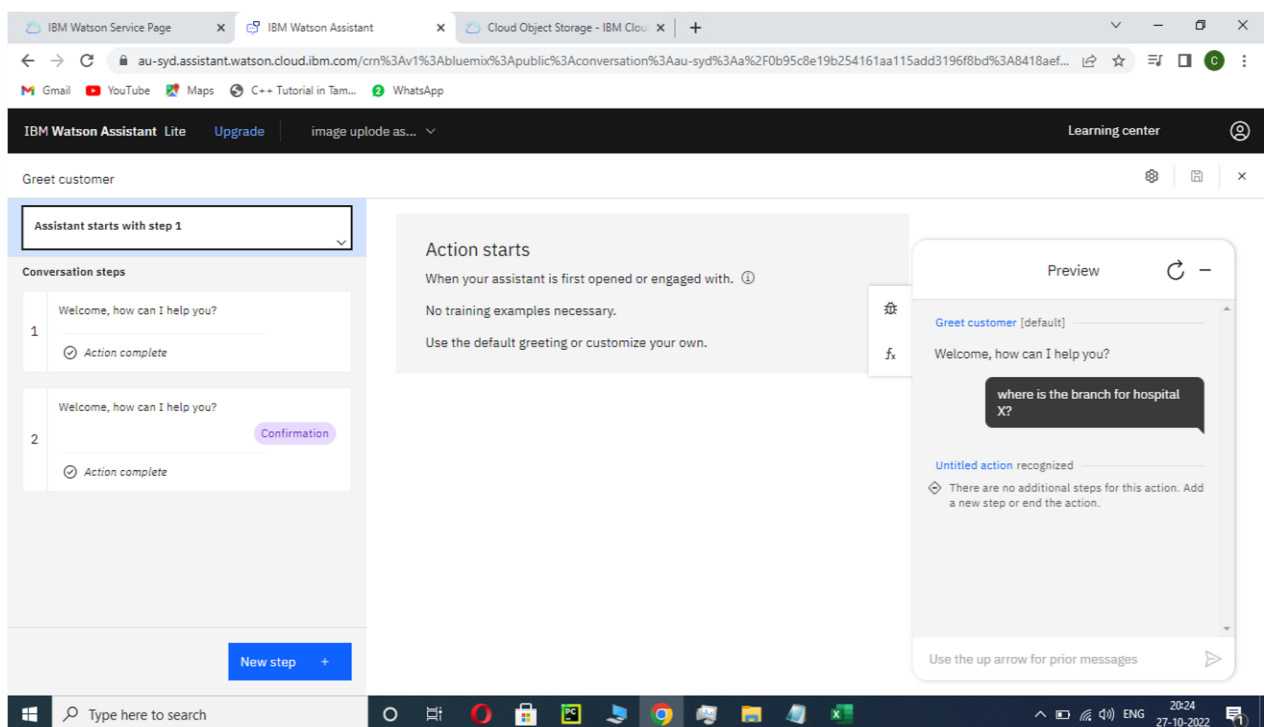 IBM Watson Service Page
IBM Watson Assistant
Cloud Object Storage - IBM Clou
au-syd.assistant.watson.cloud.ibm.com/crn%3Av1%3Abluemix%3Apublic%3Aconversation%3Aau-syd%3Aa%2F0b95c8e19b254161aa115add3196f8bd%3A8418aef...
C
Gmail
YouTube
Maps
C++ Tutorial in Tam...
2
WhatsApp
IBM Watson Assistant Lite
Upgrade
image uplode as...
Learning center
Greet customer
Assistant starts with step 1
Conversation steps
1
Welcome, how can I help you?
Action complete
2
Welcome, how can I help you?
Confirmation
Action complete
New step +
Action starts
When your assistant is first opened or engaged with.
No training examples necessary.
Use the default greeting or customize your own.
fx
Preview
Greet customer [default]
Welcome, how can I help you?
where is the branch for hospital
X?
Untitled action recognized
There are no additional steps for this action. Add
a new step or end the action.
Use the up arrow for prior messages
Type here to search
PC
ENG
20:24
27-10-2022
1